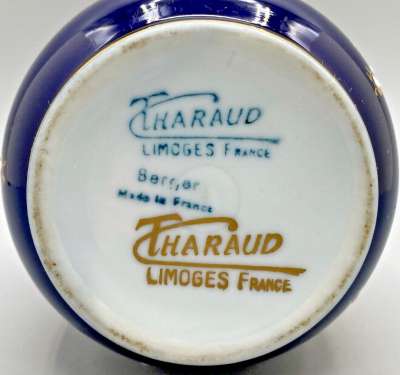 THARAUD
LIMOGES FRANCE
Berger
Made in France
THARAUD
LIMOGES FRANCE